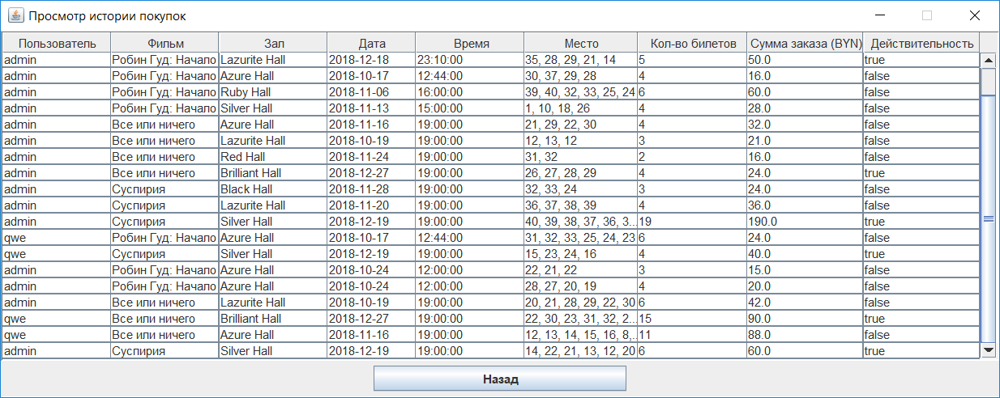 Просмотр истории покупок
Пользователь Фильм Зал Дата Время Место Кол-во билетов Сумма заказа (BYN) Действительность
admin Робин Гуд: Начало Lazurite Hall 2018-12-18 23:10:00 35, 28, 29, 21, 14 5 50.0 true
admin Робин Гуд: Начало Azure Hall 2018-10-17 12:44:00 30, 37, 29, 28 4 16.0 false
admin Робин Гуд: Начало Ruby Hall 2018-11-06 16:00:00 39, 40, 32, 33, 25, 24 6 60.0 false
admin Робин Гуд: Начало Silver Hall 2018-11-13 15:00:00 1, 10, 18, 26 4 28.0 false
admin Все или ничего Azure Hall 2018-11-16 19:00:00 21, 29, 22, 30 4 32.0 false
admin Все или ничего Lazurite Hall 2018-10-19 19:00:00 12, 13, 12 3 21.0 false
admin Все или ничего Red Hall 2018-11-24 19:00:00 31, 32 2 16.0 false
admin Все или ничего Brilliant Hall 2018-12-27 19:00:00 26, 27, 28, 29 4 24.0 true
admin Суспирия Black Hall 2018-11-28 19:00:00 32, 33, 24 3 24.0 false
admin Суспирия Lazurite Hall 2018-11-20 19:00:00 36, 37, 38, 39 4 36.0 false
admin Суспирия Silver Hall 2018-12-19 19:00:00 40, 39, 38, 37, 36, 3... 19 190.0 true
qwe Робин Гуд: Начало Azure Hall 2018-10-17 12:44:00 31, 32, 33, 25, 24, 23 6 24.0 false
qwe Суспирия Silver Hall 2018-12-19 19:00:00 15, 23, 24, 16 4 40.0 true
admin Робин Гуд: Начало Azure Hall 2018-10-24 12:00:00 22, 21, 22 3 15.0 false
admin Робин Гуд: Начало Azure Hall 2018-10-24 12:00:00 28, 27, 20, 19 4 20.0 false
admin Все или ничего Lazurite Hall 2018-10-19 19:00:00 20, 21, 28, 29, 22, 30 6 42.0 false
qwe Все или ничего Brilliant Hall 2018-12-27 19:00:00 22, 30, 23, 31, 32, 2... 15 90.0 true
qwe Все или ничего Azure Hall 2018-11-16 19:00:00 12, 13, 14, 15, 16, 8,... 11 88.0 false
admin Суспирия Silver Hall 2018-12-19 19:00:00 14, 22, 21, 13, 12, 20 6 60.0 true
Назад